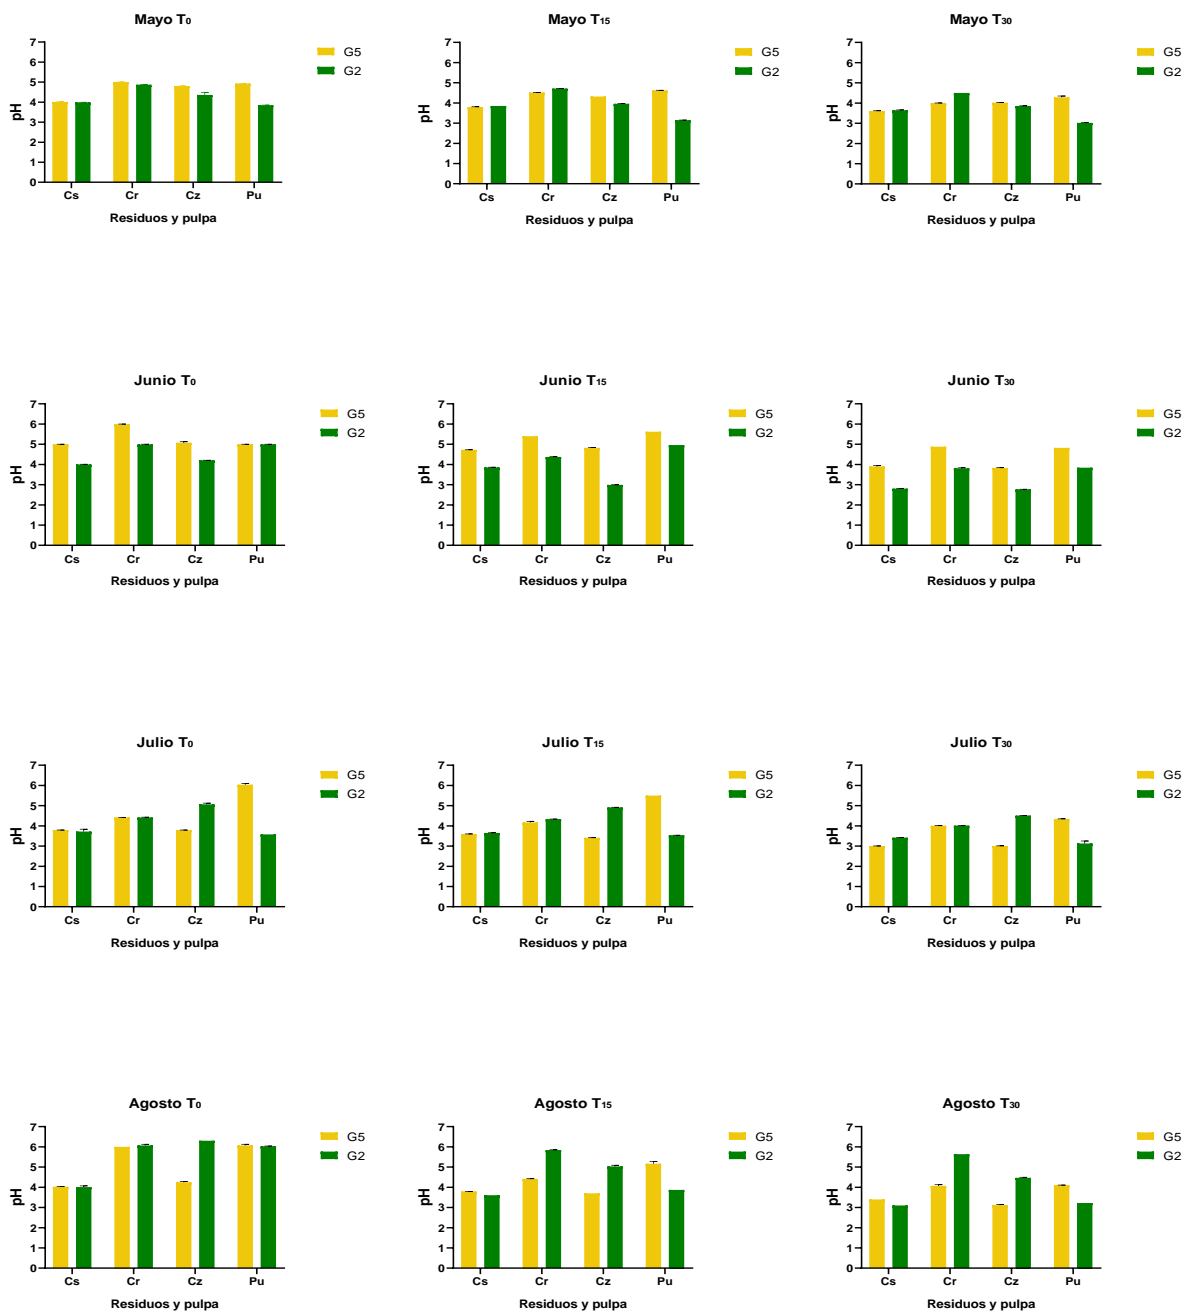 Mayo T0
7
6
5
4
3
2
1
0
pH
Cs Cr Cz Pu
Residuos y pulpa
G5
G2
Mayo T15
7
6
5
4
3
2
1
0
pH
Cs Cr Cz Pu
Residuos y pulpa
G5
G2
Mayo T30
7
6
5
4
3
2
1
0
pH
Cs Cr Cz Pu
Residuos y pulpa
G5
G2
Junio T0
7
6
5
4
3
2
1
0
pH
Cs Cr Cz Pu
Residuos y pulpa
G5
G2
Junio T15
7
6
5
4
3
2
1
0
pH
Cs Cr Cz Pu
Residuos y pulpa
G5
G2
Junio T30
7
6
5
4
3
2
1
0
pH
Cs Cr Cz Pu
Residuos y pulpa
G5
G2
Julio T0
7
6
5
4
3
2
1
0
pH
Cs Cr Cz Pu
Residuos y pulpa
G5
G2
Julio T15
7
6
5
4
3
2
1
0
pH
Cs Cr Cz Pu
Residuos y pulpa
G5
G2
Julio T30
7
6
5
4
3
2
1
0
pH
Cs Cr Cz Pu
Residuos y pulpa
G5
G2
Agosto T0
7
6
5
4
3
2
1
0
pH
Cs Cr Cz Pu
Residuos y pulpa
G5
G2
Agosto T15
7
6
5
4
3
2
1
0
pH
Cs Cr Cz Pu
Residuos y pulpa
G5
G2
Agosto T30
7
6
5
4
3
2
1
0
pH
Cs Cr Cz Pu
Residuos y pulpa
G5
G2